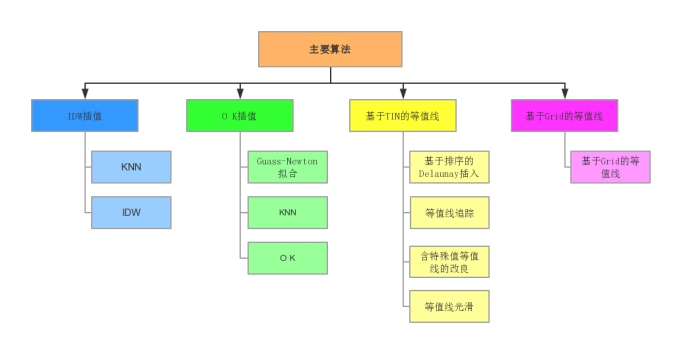 主要算法
IDW插值
O K插值
基于TIN的等值线
基于Grid的等值线
KNN
IDW
Guass-Newton
拟合
KNN
O K
基于排序的
Delaunay插入
等值线追踪
含特殊值等值
线的改良
等值线光滑
基于Grid的等
值线